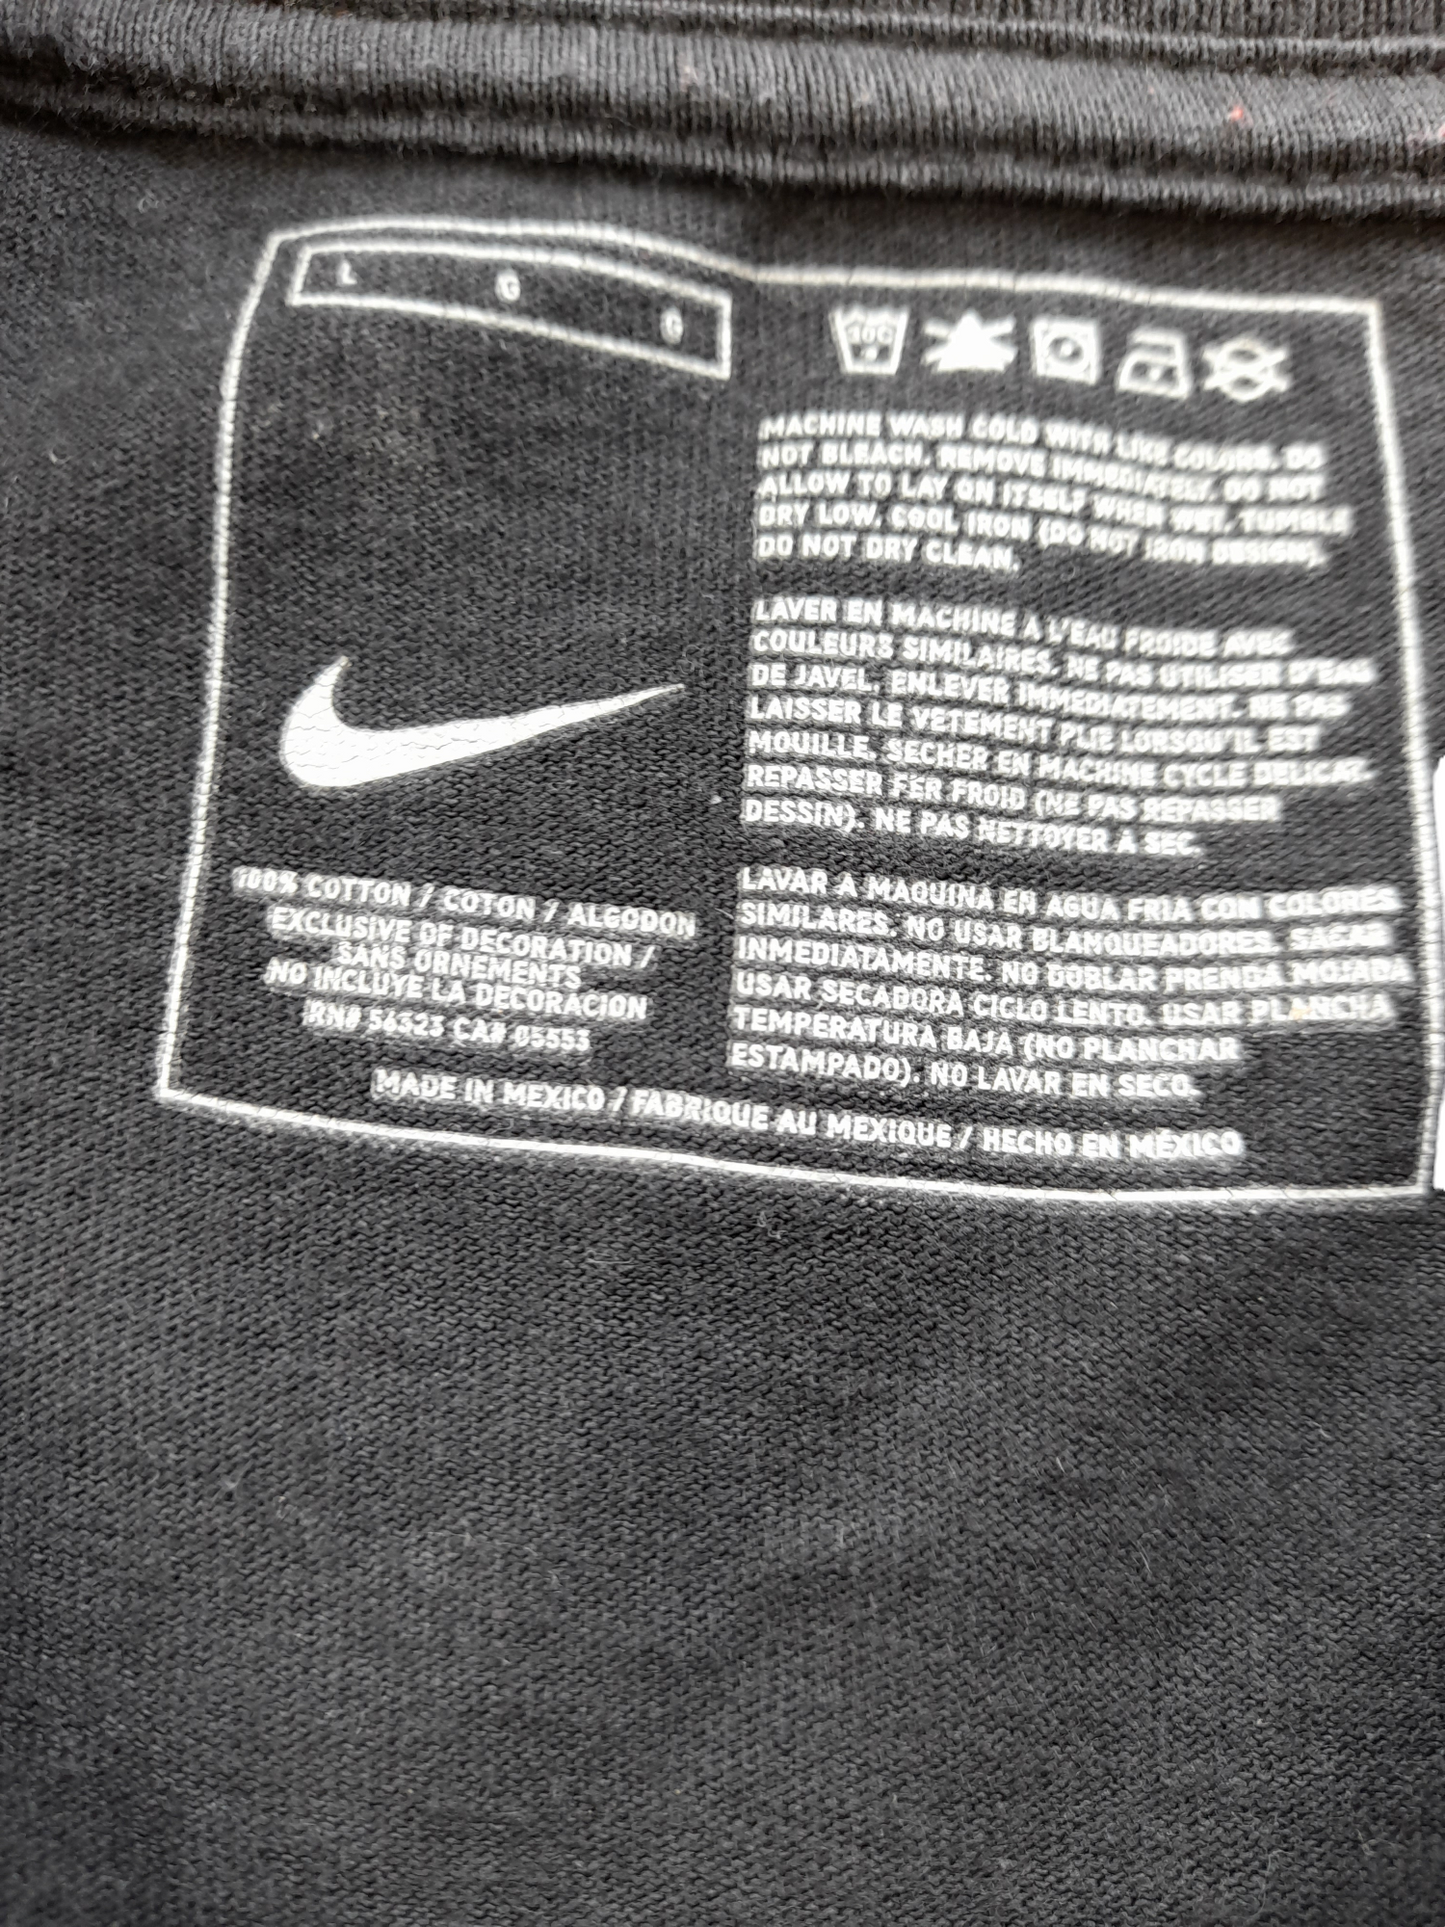 L G G
30C
100% COTTON / COTON / ALGODON
EXCLUSIVE OF DECORATION /
SANS ORNEMENTS
NO INCLUYE LA DECORACION
RN# 56323 CA# 05553
MACHINE WASH COLD WITH LIKE COLORS. DO
NOT BLEACH. REMOVE IMMEDIATELY. DO NOT
ALLOW TO LAY ON ITSELF WHEN WET. TUMBLE
DRY LOW. COOL IRON (DO NOT IRON DESIGN).
DO NOT DRY CLEAN.
LAVER EN MACHINE A L'EAU FROIDE AVEC
COULEURS SIMILAIRES. NE PAS UTILISER D'EAU
DE JAVEL. ENLEVER IMMEDIATEMENT. NE PAS
LAISSER LE VETEMENT PLIE LORSQU'IL EST
MOUILLE. SECHER EN MACHINE CYCLE DELICAT.
REPASSER FER FROID (NE PAS REPASSER
DESSIN). NE PAS NETTOYER A SEC.
LAVAR A MAQUINA EN AGUA FRIA CON COLORES
SIMILARES. NO USAR BLANQUEADORES. SACAR
INMEDIATAMENTE. NO DOBLAR PRENDA MOJADA
USAR SECADORA CICLO LENTO. USAR PLANCHA
TEMPERATURA BAJA (NO PLANCHAR
ESTAMPADO). NO LAVAR EN SECO.
MADE IN MEXICO / FABRIQUE AU MEXIQUE / HECHO EN MÉXICO